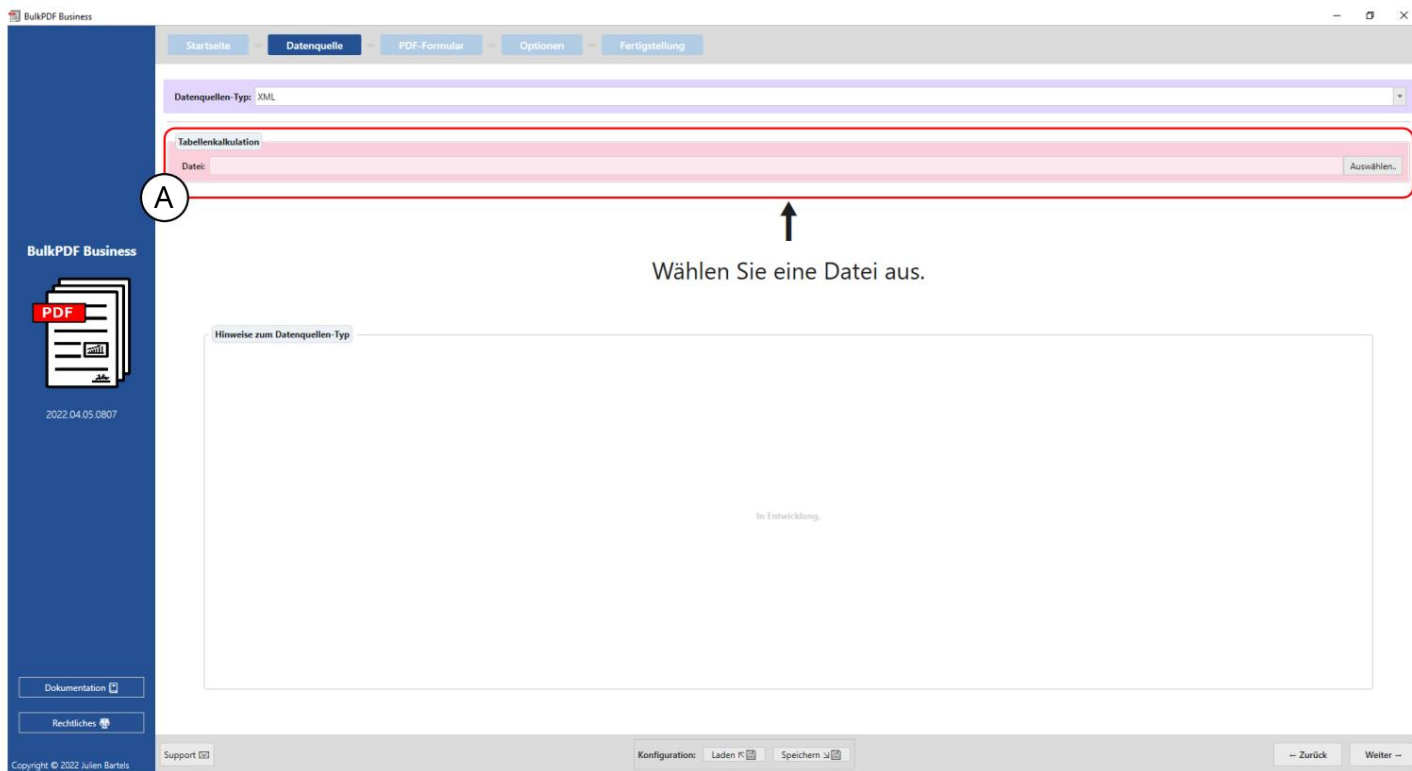 BulkPDF Business
Startseite Datenquelle PDF-Formular Optionen Fertigstellung
Datenquellen-Typ: XML
Tabellenkalkulation
Datei: Auswählen..
A
Wählen Sie eine Datei aus.
BulkPDF Business
PDF
2022.04.05.0807
Hinweise zum Datenquellen-Typ
In Entwicklung.
Dokumentation
Rechtliches
Copyright © 2022 Julien Bartels
Support
Konfiguration: Laden Speichern
← Zurück Weiter →